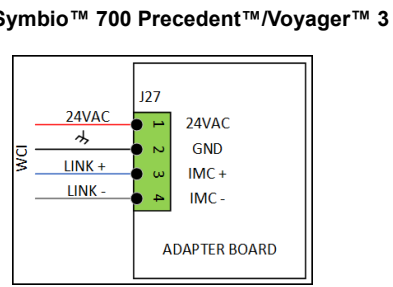 Symbio™ 700 Precedent™/Voyager™ 3
J27
24VAC 1 24VAC
2 GND
WCI
LINK + 3 IMC +
LINK - 4 IMC -
ADAPTER BOARD